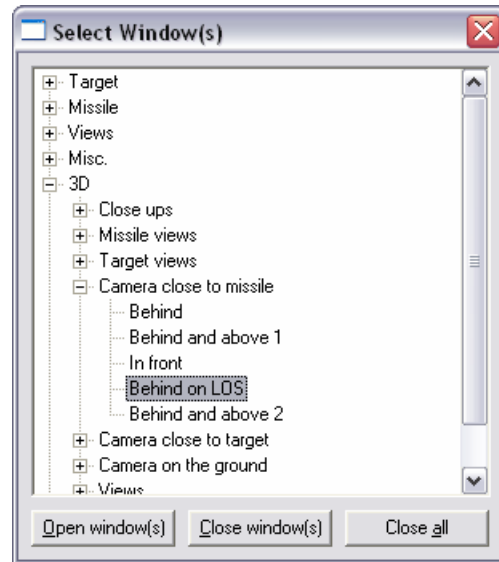 Select Window(s)
Target
Missile
Views
Misc.
3D
Close ups
Missile views
Target views
Camera close to missile
Behind
Behind and above 1
In front
Behind on LOS
Behind and above 2
Camera close to target
Camera on the ground
Views
Open window(s) Close window(s) Close all